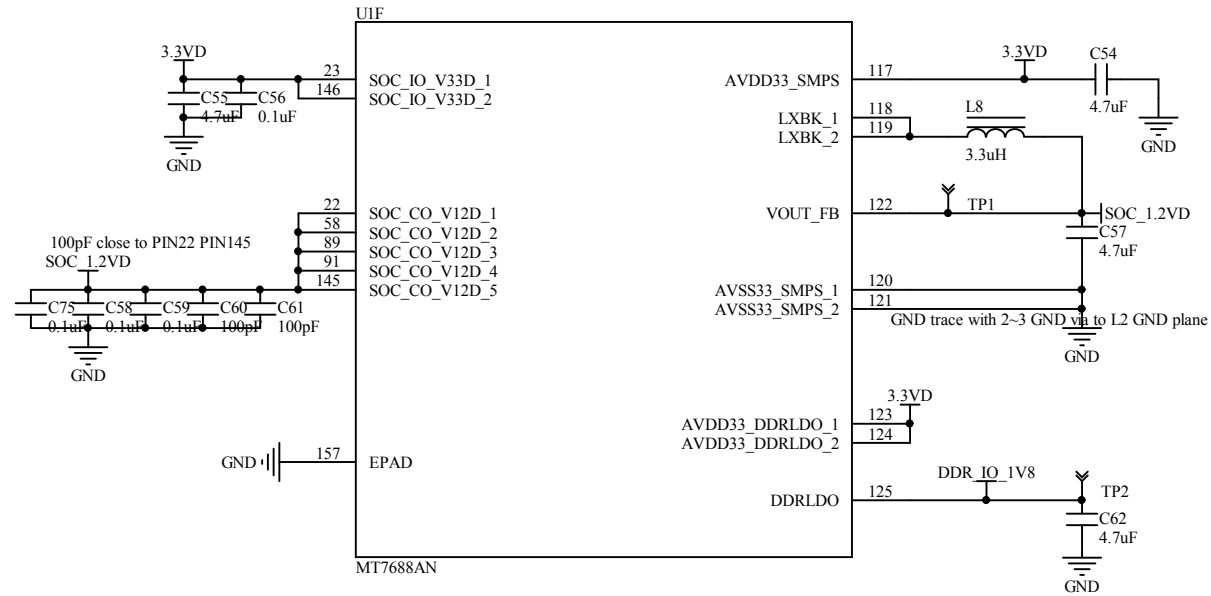 U1F
3.3VD
23
SOC_IO_V33D_1
146
SOC_IO_V33D_2
C55
4.7uF
C56
0.1uF
GND
22
SOC_CO_V12D_1
58
SOC_CO_V12D_2
89
SOC_CO_V12D_3
91
SOC_CO_V12D_4
145
SOC_CO_V12D_5
100pF close to PIN22 PIN145
SOC_1.2VD
C75
0.1uF
C58
0.1uF
C59
0.1uF
C60
100pF
C61
100pF
GND
GND
157
EPAD
MT7688AN
AVDD33_SMPS
117
3.3VD
C54
4.7uF
GND
LXBK_1
118
LXBK_2
119
L8
3.3uH
VOUT_FB
122
TP1
SOC_1.2VD
C57
4.7uF
AVSS33_SMPS_1
120
AVSS33_SMPS_2
121
GND trace with 2~3 GND via to L2 GND plane
GND
AVDD33_DDRLDO_1
123
AVDD33_DDRLDO_2
124
3.3VD
DDRLDO
125
DDR_IO_1V8
TP2
C62
4.7uF
GND